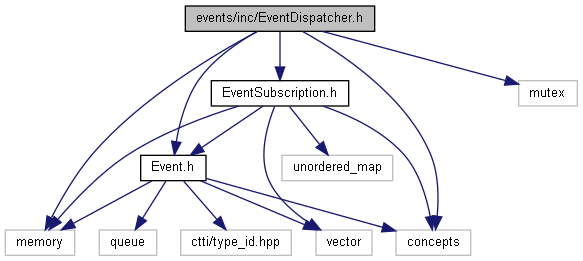 events/inc/EventDispatcher.h
EventSubscription.h
mutex
Event.h
unordered_map
memory
queue
ctti/type_id.hpp
vector
concepts